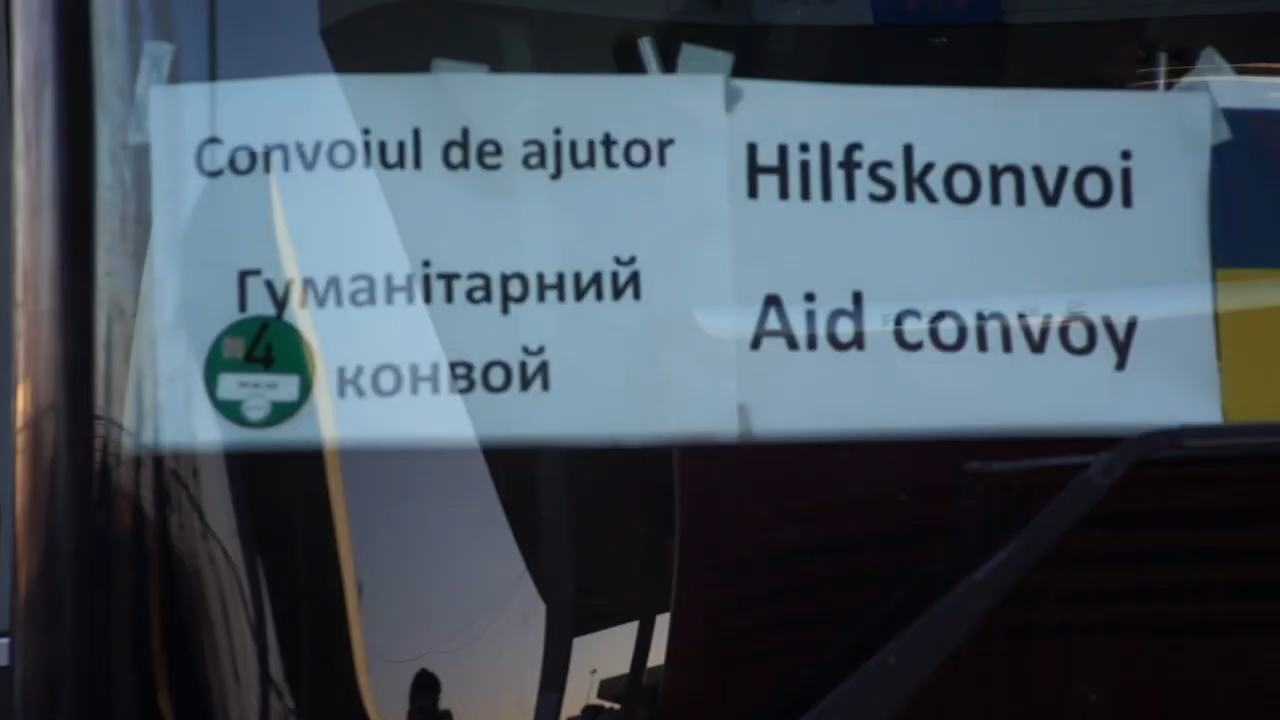 Convoiul de ajutor
Гуманітарний
4
конвой
Hilfskonvoi
Aid convoy